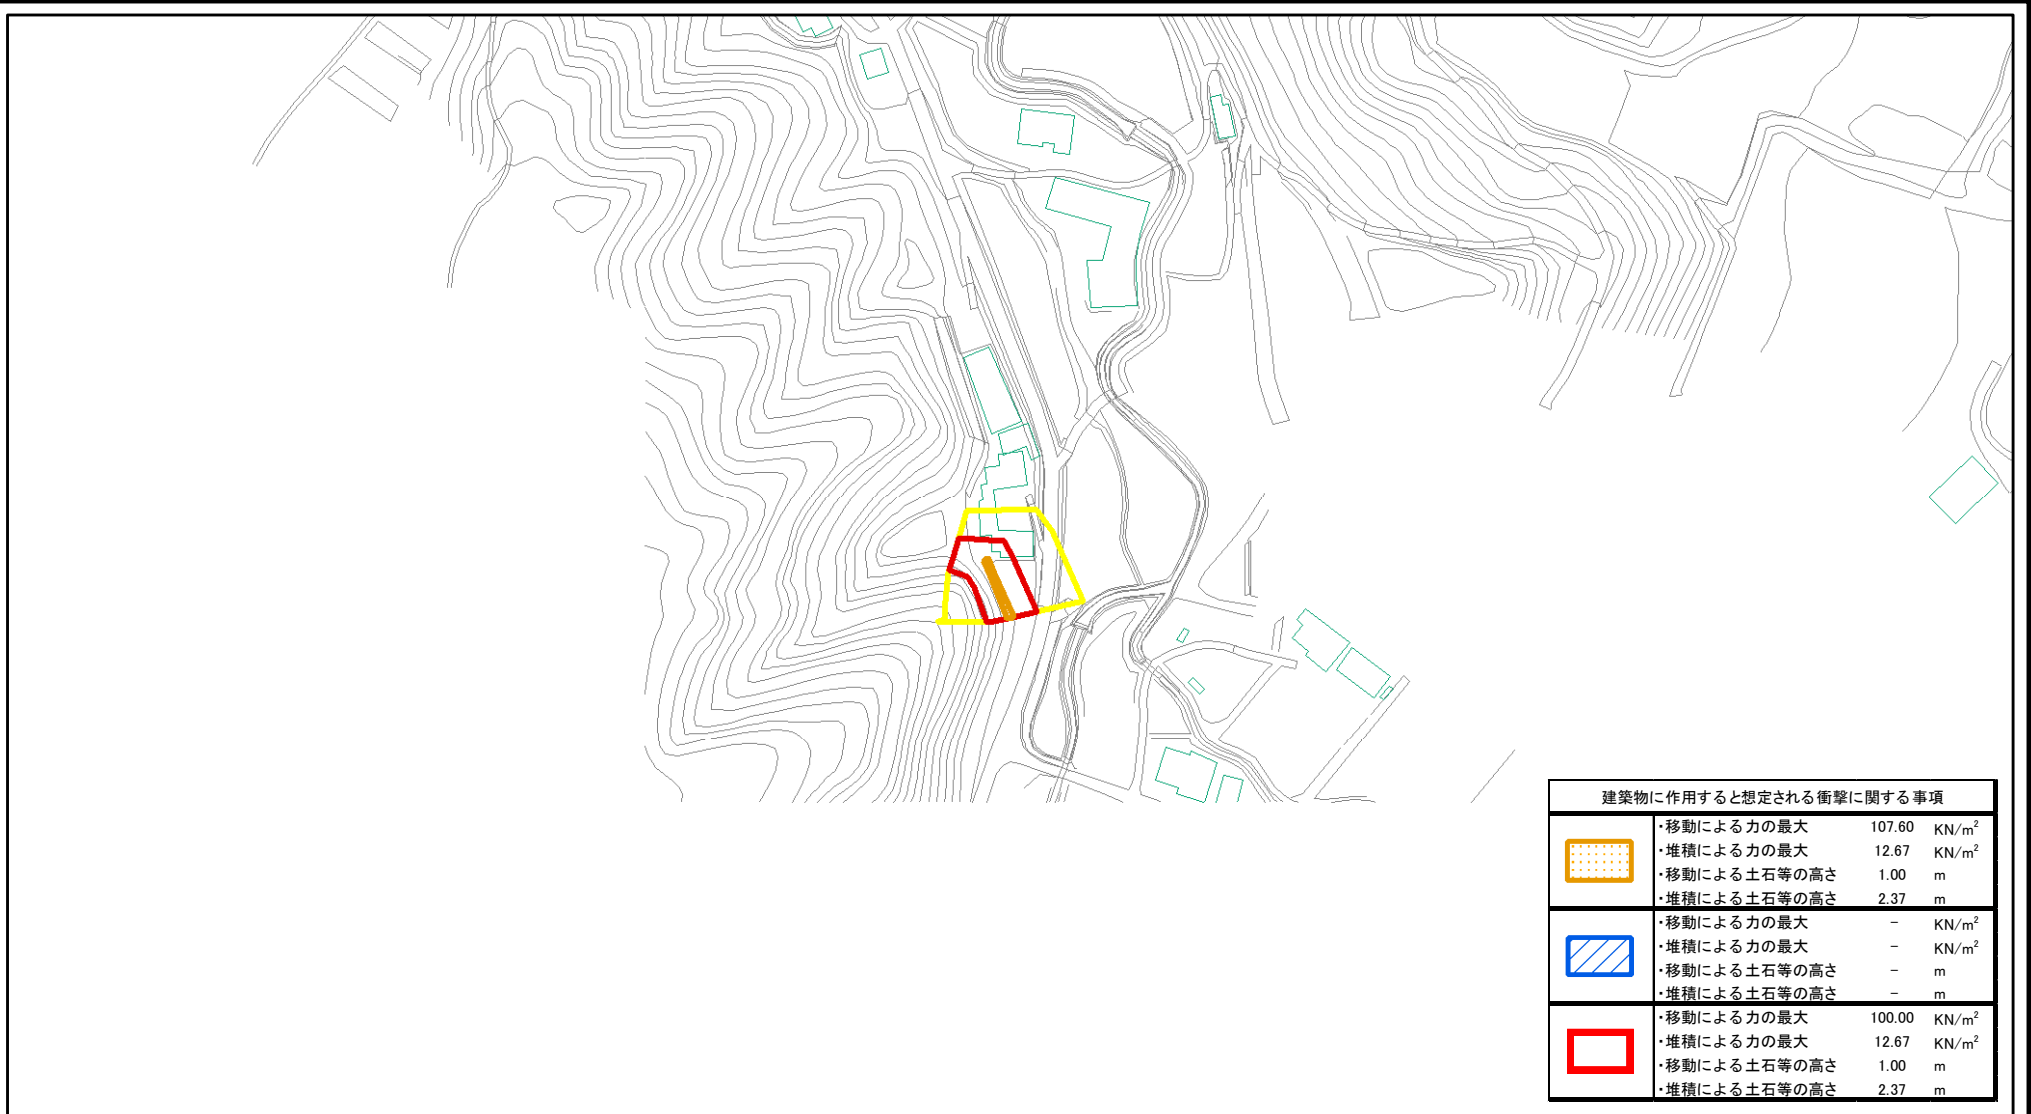 建築物に作用すると想定される衝撃に関する事項
・移動による力の最大 107.60 KN/m²
・堆積による力の最大 12.67 KN/m²
・移動による土石等の高さ 1.00 m
・堆積による土石等の高さ 2.37 m
・移動による力の最大 － KN/m²
・堆積による力の最大 － KN/m²
・移動による土石等の高さ － m
・堆積による土石等の高さ － m
・移動による力の最大 100.00 KN/m²
・堆積による力の最大 12.67 KN/m²
・移動による土石等の高さ 1.00 m
・堆積による土石等の高さ 2.37 m